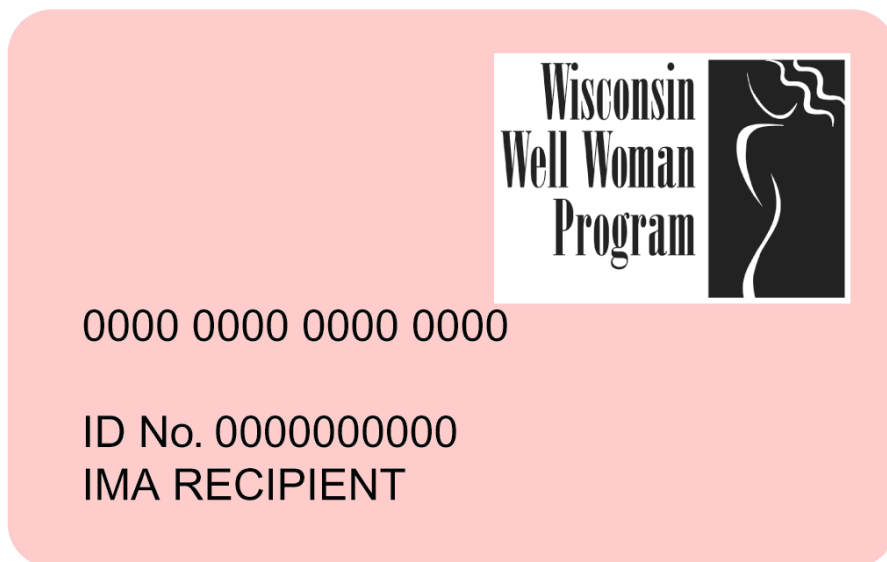 Wisconsin
Well Woman
Program
0000 0000 0000 0000
ID No. 0000000000
IMA RECIPIENT